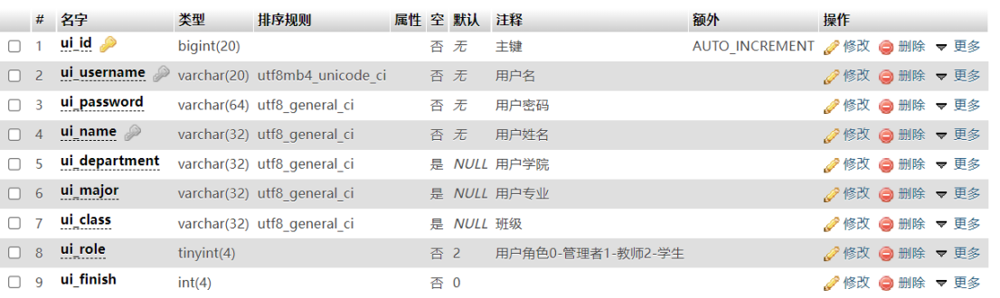 # 名字 类型 排序规则 属性 空 默认 注释 额外 操作
1 ui_id bigint(20) 否 无 主键 AUTO_INCREMENT 修改 删除 更多
2 ui_username varchar(20) utf8mb4_unicode_ci 否 无 用户名 修改 删除 更多
3 ui_password varchar(64) utf8_general_ci 否 无 用户密码 修改 删除 更多
4 ui_name varchar(32) utf8_general_ci 否 无 用户姓名 修改 删除 更多
5 ui_department varchar(32) utf8_general_ci 是 NULL 用户学院 修改 删除 更多
6 ui_major varchar(32) utf8_general_ci 是 NULL 用户专业 修改 删除 更多
7 ui_class varchar(32) utf8_general_ci 是 NULL 班级 修改 删除 更多
8 ui_role tinyint(4) 否 2 用户角色0-管理者1-教师2-学生 修改 删除 更多
9 ui_finish int(4) 否 0 修改 删除 更多